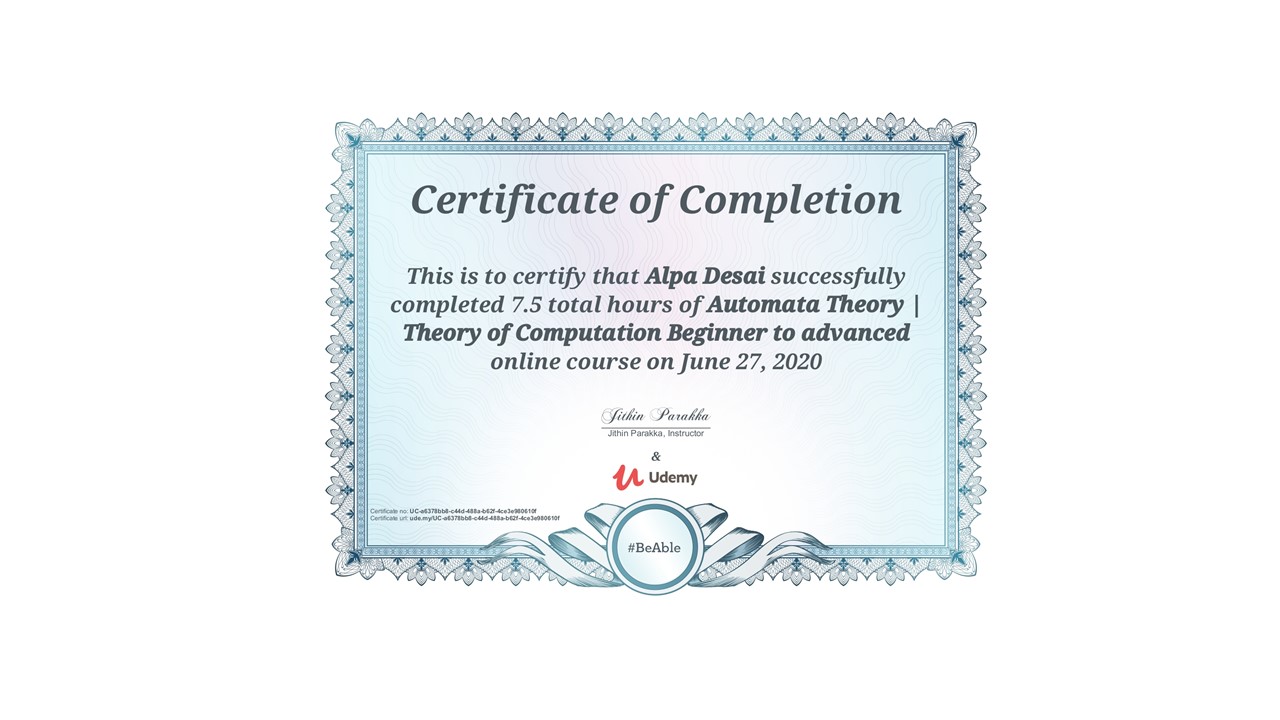 Certificate of Completion
This is to certify that Alpa Desai successfully
completed 7.5 total hours of Automata Theory |
Theory of Computation Beginner to advanced
online course on June 27, 2020
Jithin Parakka
Jithin Parakka, Instructor
&
Udemy
Certificate no: UC-a6378bb8-c44d-488a-b62f-4ce3e980610f
Certificate url: ude.my/UC-a6378bb8-c44d-488a-b62f-4ce3e980610f
#BeAble